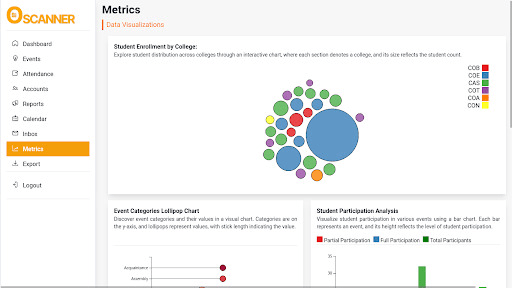 SCANNER
Metrics
Data Visualizations
Dashboard
Events
Attendance
Accounts
Reports
Calendar
Inbox
Metrics
Export
Logout
Student Enrollment by College:
Explore student distribution across colleges through an interactive chart, where each section denotes a college, and its size reflects the student count.
COB
COE
CAS
COT
COA
CON
Event Categories Lollipop Chart
Discover event categories and their values in a visual chart. Categories are on
the y-axis, and lollipops represent values, with stick length indicating the value.
Acquaintance
Assembly
Student Participation Analysis
Visualize student participation in various events using a bar chart. Each bar
represents an event, and its height reflects the level of student participation.
Partial Participation
Full Participation
Total Participants
35
30